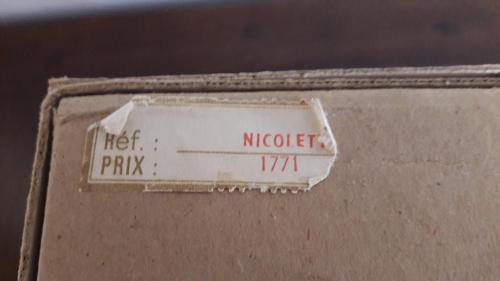 Réf. : NICOLET
PRIX : 1771